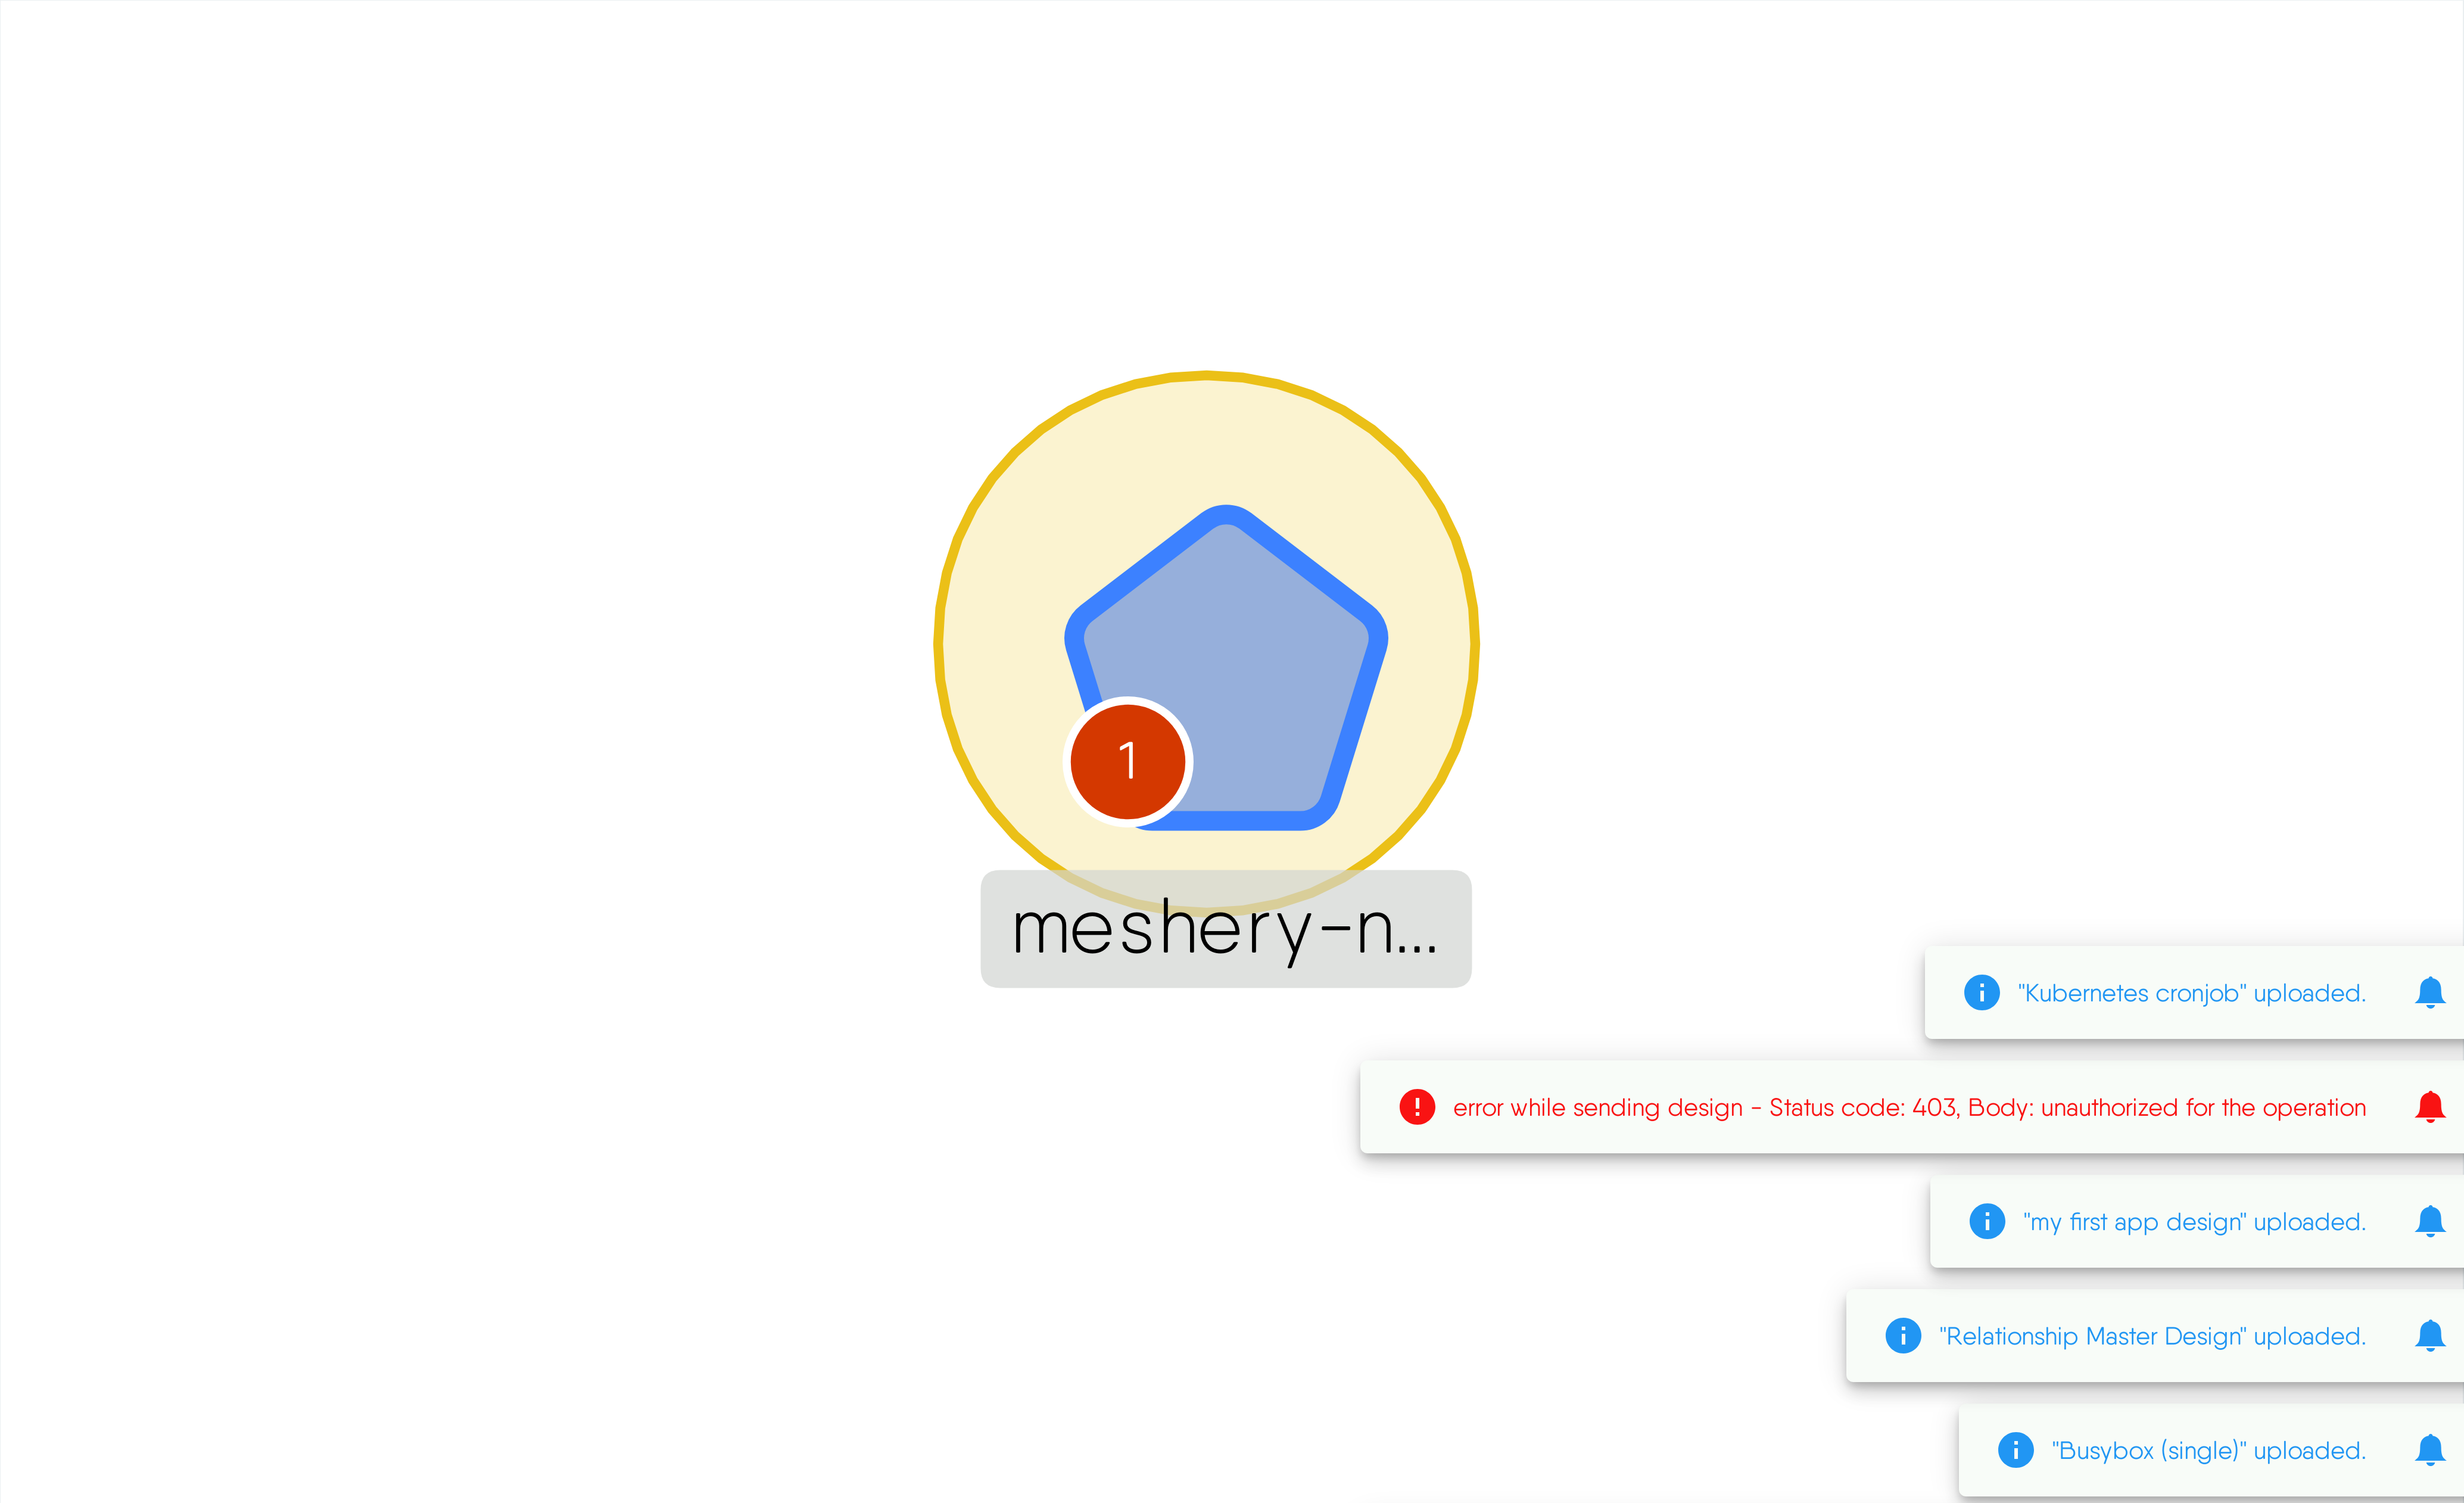 1
meshery-n...
"Kubernetes cronjob" uploaded.
error while sending design - Status code: 403, Body: unauthorized for the operation
"my first app design" uploaded.
"Relationship Master Design" uploaded.
"Busybox (single)" uploaded.